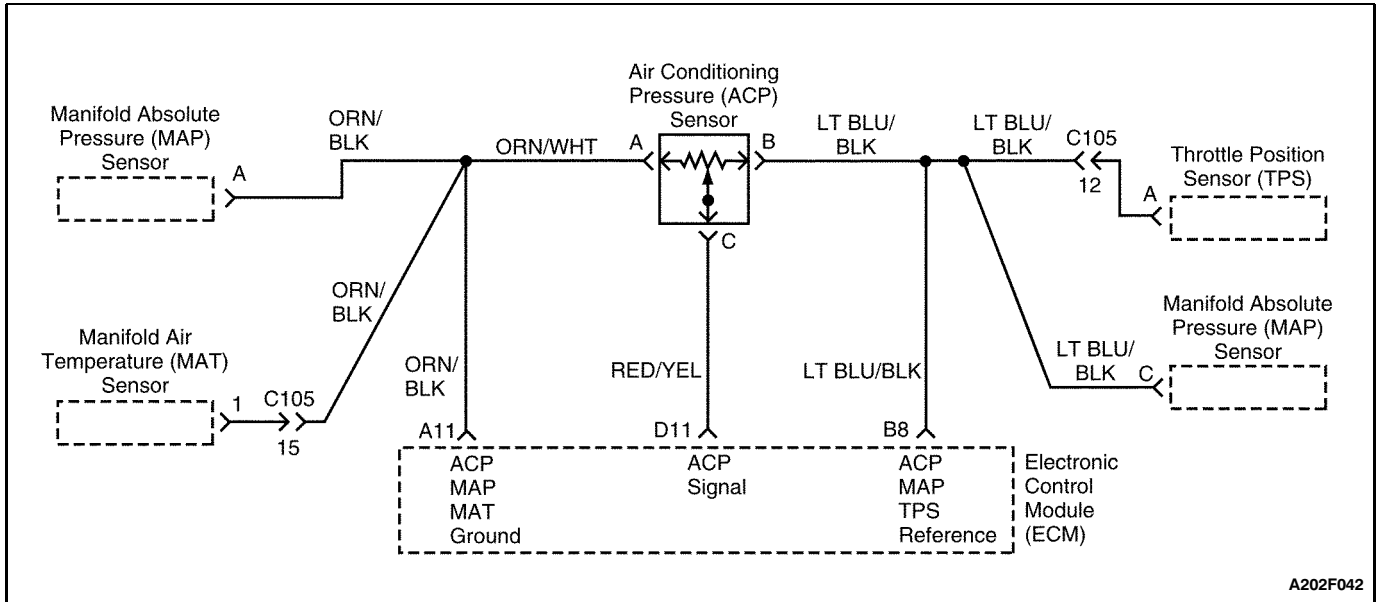 Air Conditioning
Pressure (ACP)
Sensor
Manifold Absolute
Pressure (MAP)
Sensor
ORN/
BLK
ORN/WHT
A
B
LT BLU/
BLK
LT BLU/
BLK
C105
12
Throttle Position
Sensor (TPS)
A
A
C
ORN/
BLK
Manifold Air
Temperature (MAT)
Sensor
1
C105
15
ORN/
BLK
RED/YEL
LT BLU/BLK
LT BLU/
BLK
C
Manifold Absolute
Pressure (MAP)
Sensor
A11
D11
B8
ACP
MAP
MAT
Ground
ACP
Signal
ACP
MAP
TPS
Reference
Electronic
Control
Module
(ECM)
A202F042